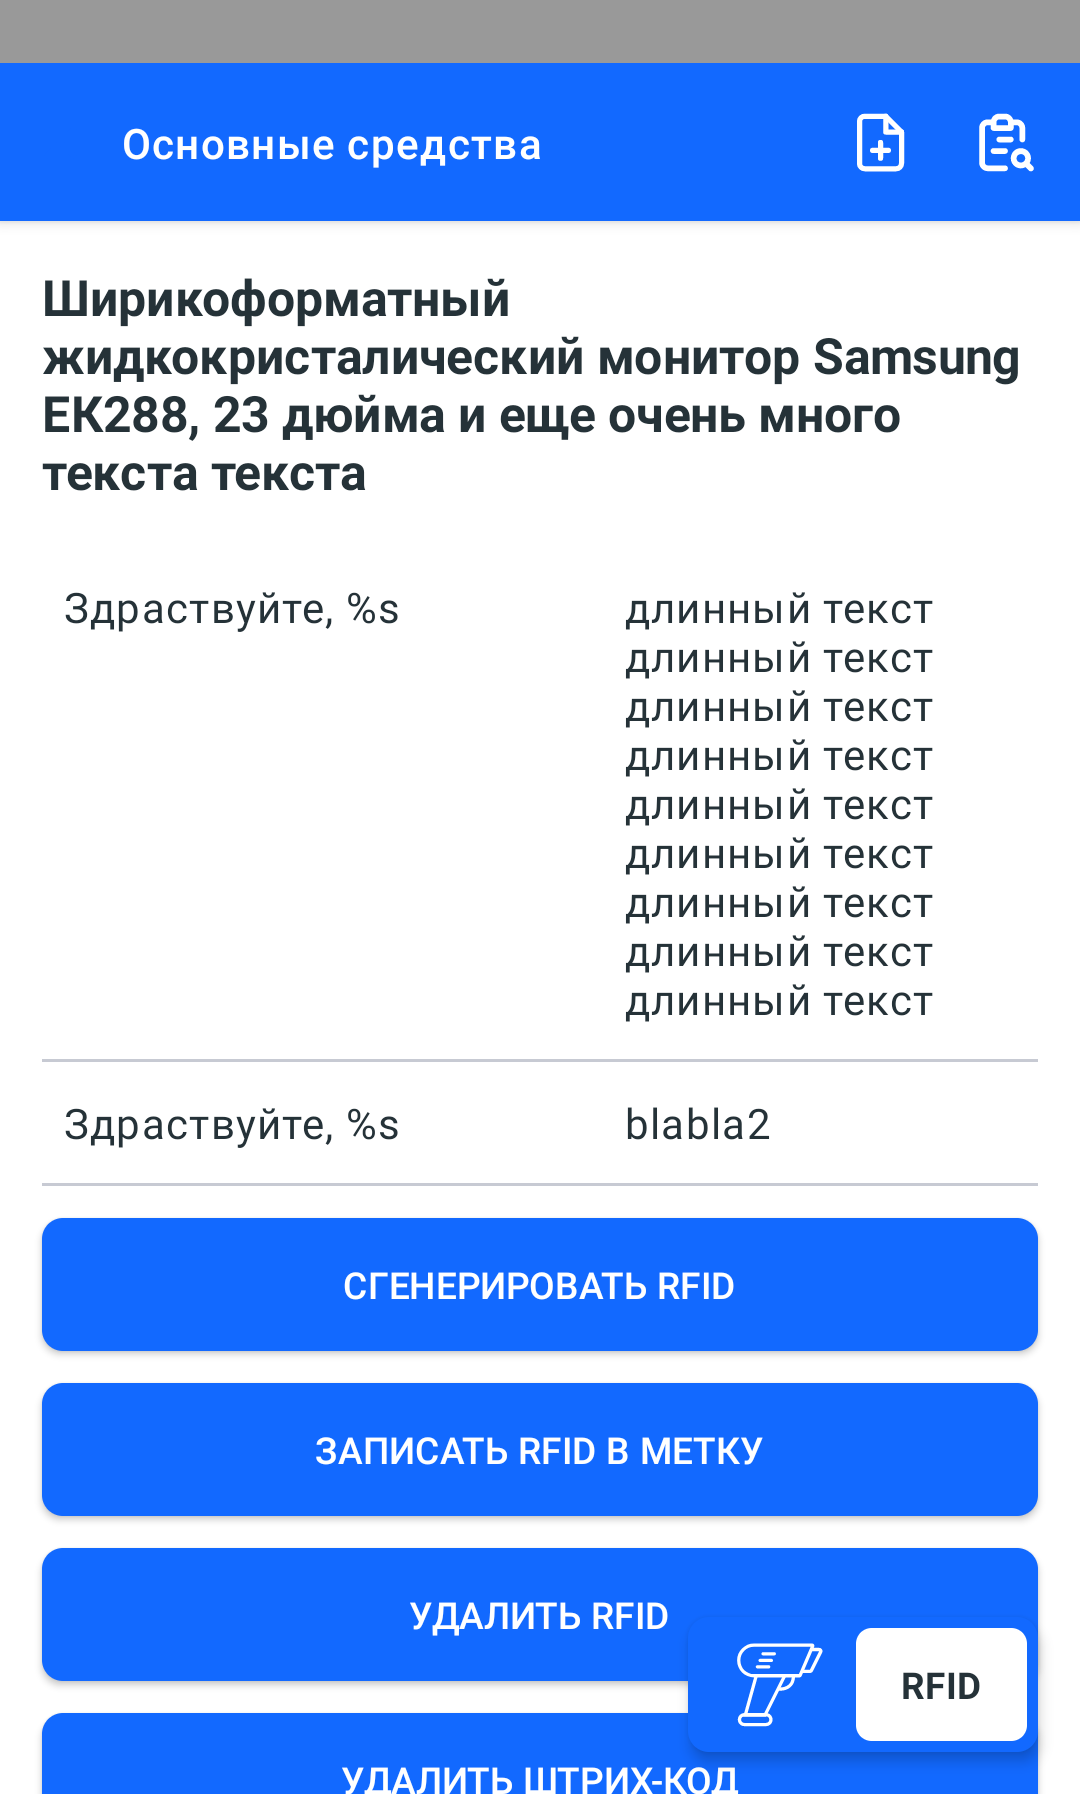 Основные средства
Ширикоформатный
жидкокристалический монитор Samsung
ЕК288, 23 дюйма и еще очень много
текста текста
Здраствуйте, %s
длинный текст
длинный текст
длинный текст
длинный текст
длинный текст
длинный текст
длинный текст
длинный текст
длинный текст
Здраствуйте, %s
blabla2
СГЕНЕРИРОВАТЬ RFID
ЗАПИСАТЬ RFID В МЕТКУ
УДАЛИТЬ RFID
RFID
УДАЛИТЬ ШТРИХ-КОД